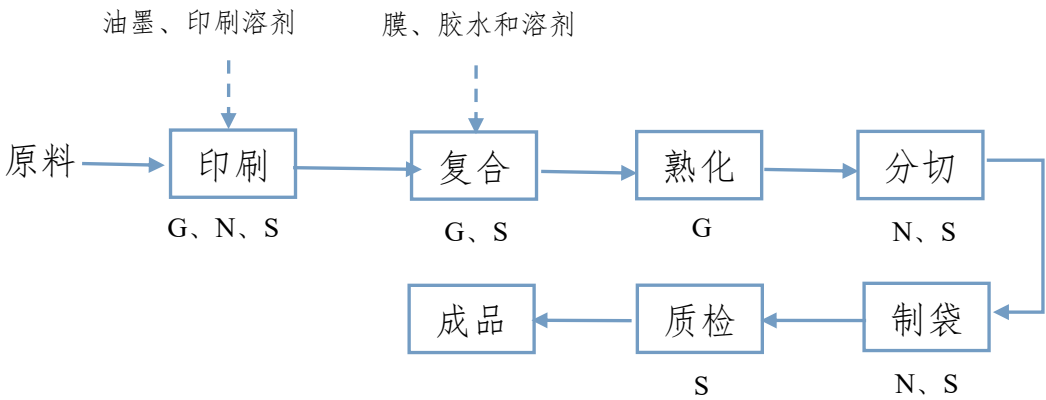 油墨、印刷溶剂
膜、胶水和溶剂
原料
印刷
复合
熟化
分切
G、N、S
G、S
G
N、S
成品
质检
制袋
S
N、S